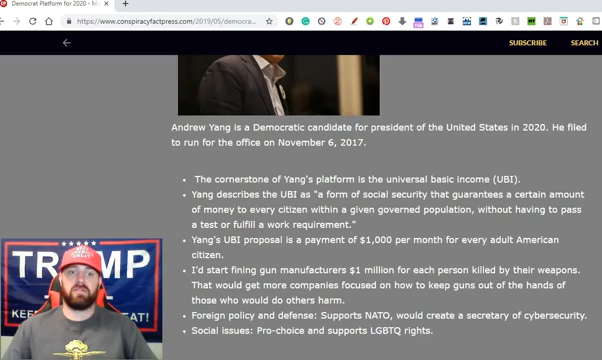 Democrat Platform for 2020 - M
https://www.conspiracyfactpress.com/2019/05/democra...
SUBSCRIBE SEARCH
Andrew Yang is a Democratic candidate for president of the United States in 2020. He filed
to run for the office on November 6, 2017.
• The cornerstone of Yang's platform is the universal basic income (UBI).
• Yang describes the UBI as "a form of social security that guarantees a certain amount
of money to every citizen within a given governed population, without having to pass
a test or fulfill a work requirement."
• Yang's UBI proposal is a payment of $1,000 per month for every adult American
citizen.
• I'd start fining gun manufacturers $1 million for each person killed by their weapons.
That would get more companies focused on how to keep guns out of the hands of
those who would do others harm.
• Foreign policy and defense: Supports NATO, would create a secretary of cybersecurity.
• Social issues: Pro-choice and supports LGBTQ rights.
TR MP
KEE